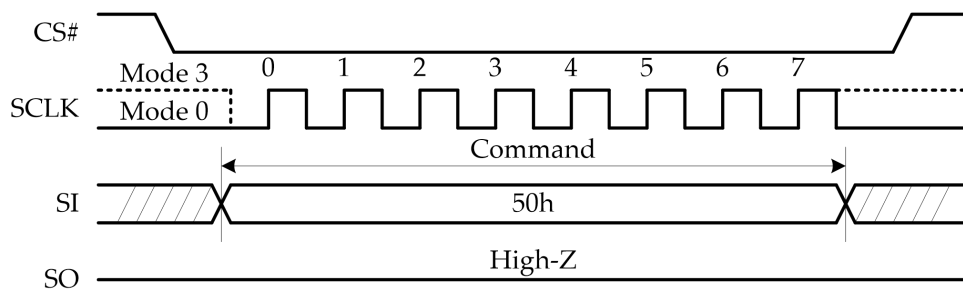 CS#
Mode 3
0 1 2 3 4 5 6 7
SCLK
Mode 0
Command
SI
50h
High-Z
SO